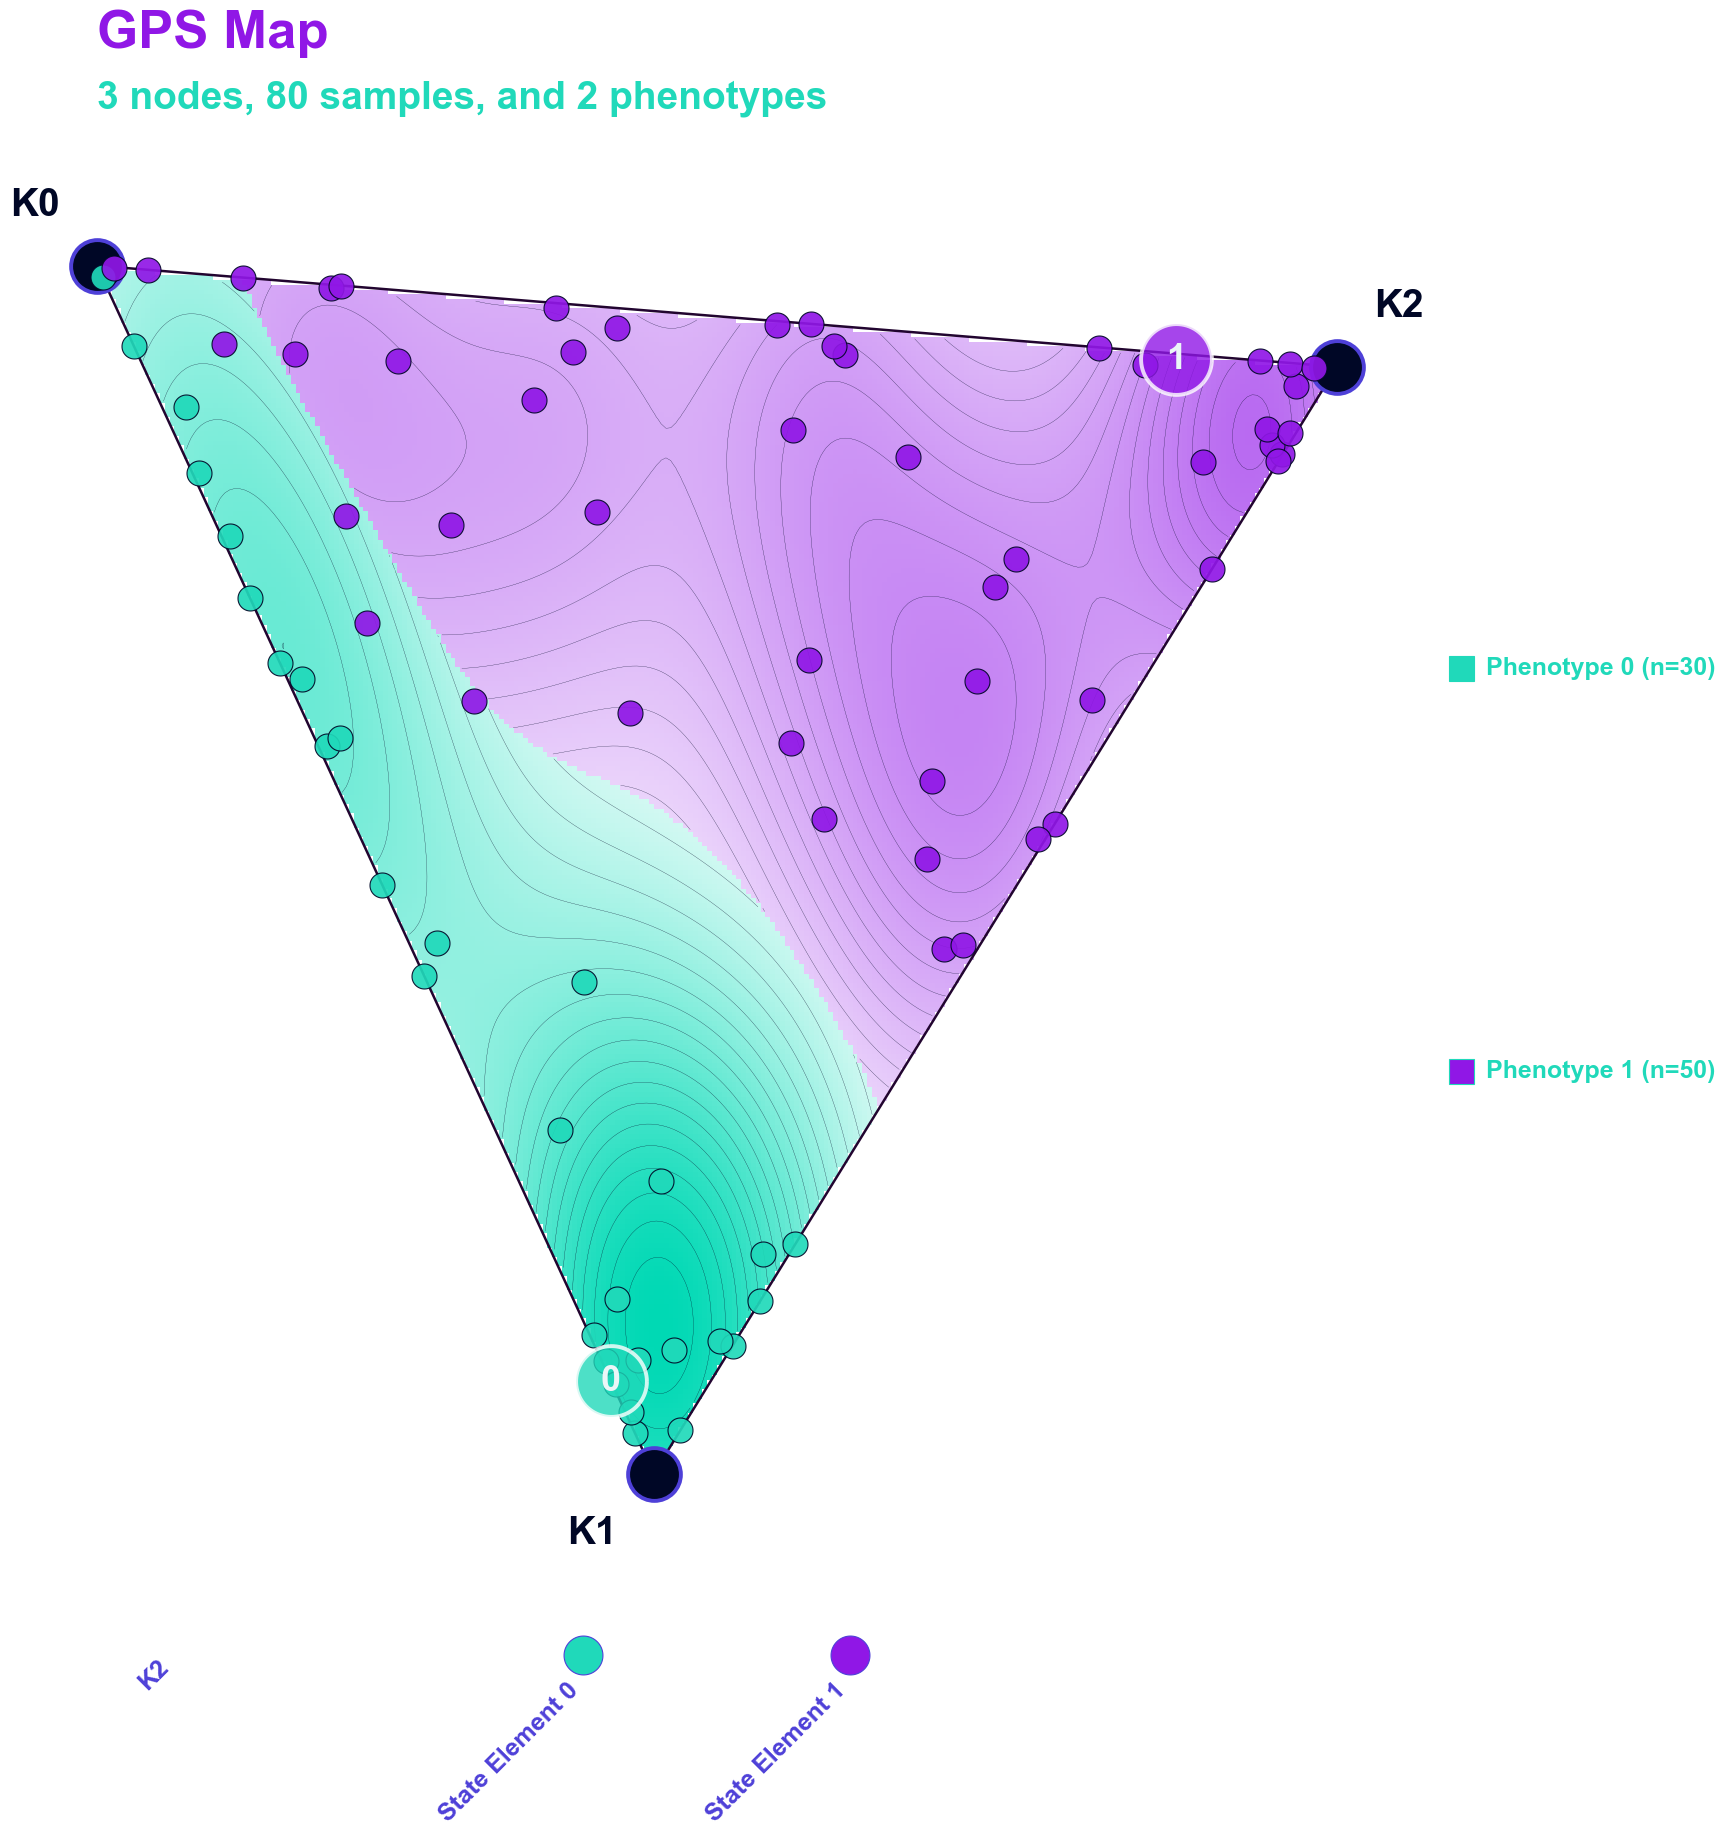 GPS Map
3 nodes, 80 samples, and 2 phenotypes
K0
K2
1
Phenotype 0 (n=30)
Phenotype 1 (n=50)
0
K1
K2
State Element 0
State Element 1